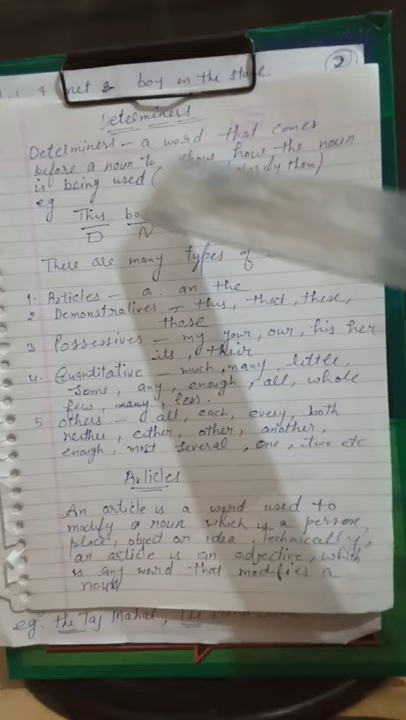 net & boy on the stage
2
Determiners
Determiners - a word that comes
before a noun to show how the noun
is being used (clarify them)
eg
This
D N
There are many types of
1. Articles - a. an the
2 Demonstratives - this, that, these,
those
3 Possessives - my your, our, his her
its, their
4. Quantitative - much, many, little,
some, any, enough, all, whole
few, many, less.
5. others - all, each, every, both
neither, either, other, another,
enough, most several, one, two etc
Articles
An article is a word used to
modify a noun which is a person,
place, object or idea. Technically,
an article is an adjective, which
is any word that modifies a
noun
eg: the Taj Mahal, The